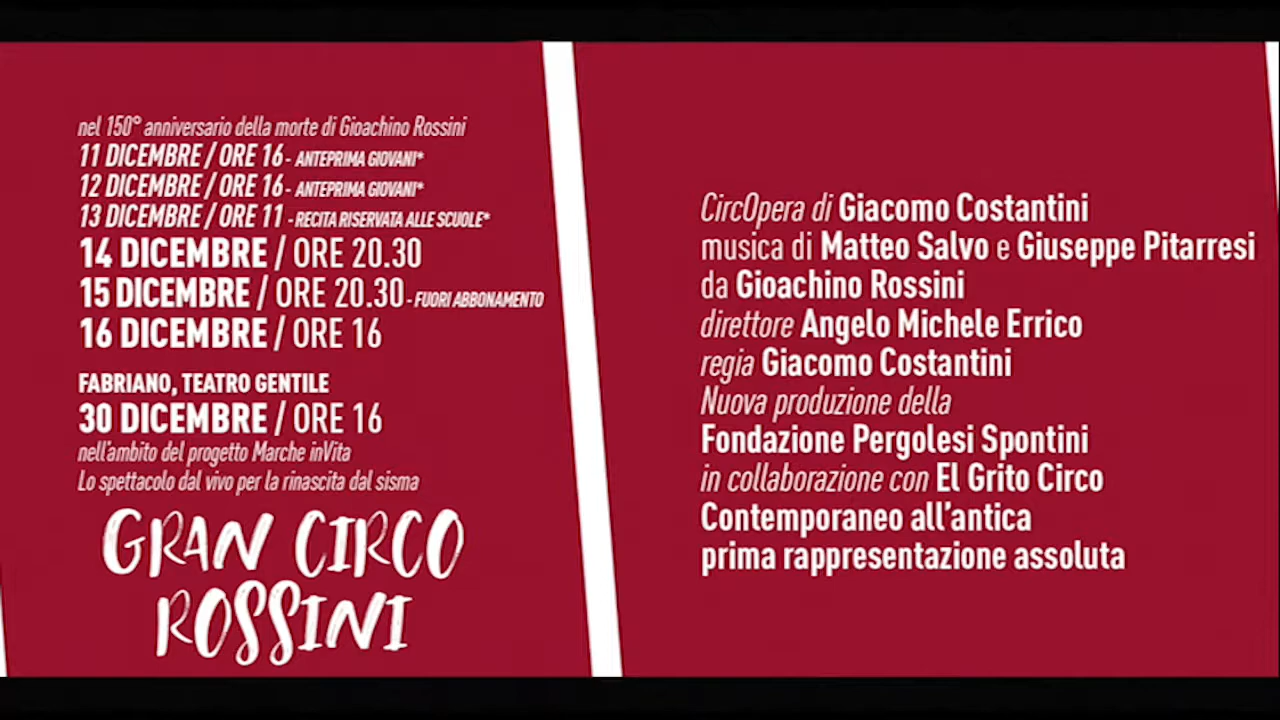 nel 150° anniversario della morte di Gioachino Rossini
11 DICEMBRE / ORE 16 - ANTEPRIMA GIOVANI*
12 DICEMBRE / ORE 16 - ANTEPRIMA GIOVANI*
13 DICEMBRE / ORE 11 - RECITA RISERVATA ALLE SCUOLE*
14 DICEMBRE / ORE 20.30
15 DICEMBRE / ORE 20.30 - FUORI ABBONAMENTO
16 DICEMBRE / ORE 16
FABRIANO, TEATRO GENTILE
30 DICEMBRE / ORE 16
nell'ambito del progetto Marche inVita
Lo spettacolo dal vivo per la rinascita dal sisma
GRAN CIRCO
ROSSINI
CircOpera di Giacomo Costantini
musica di Matteo Salvo e Giuseppe Pitarresi
da Gioachino Rossini
direttore Angelo Michele Errico
regia Giacomo Costantini
Nuova produzione della
Fondazione Pergolesi Spontini
in collaborazione con El Grito Circo
Contemporaneo all'antica
prima rappresentazione assoluta